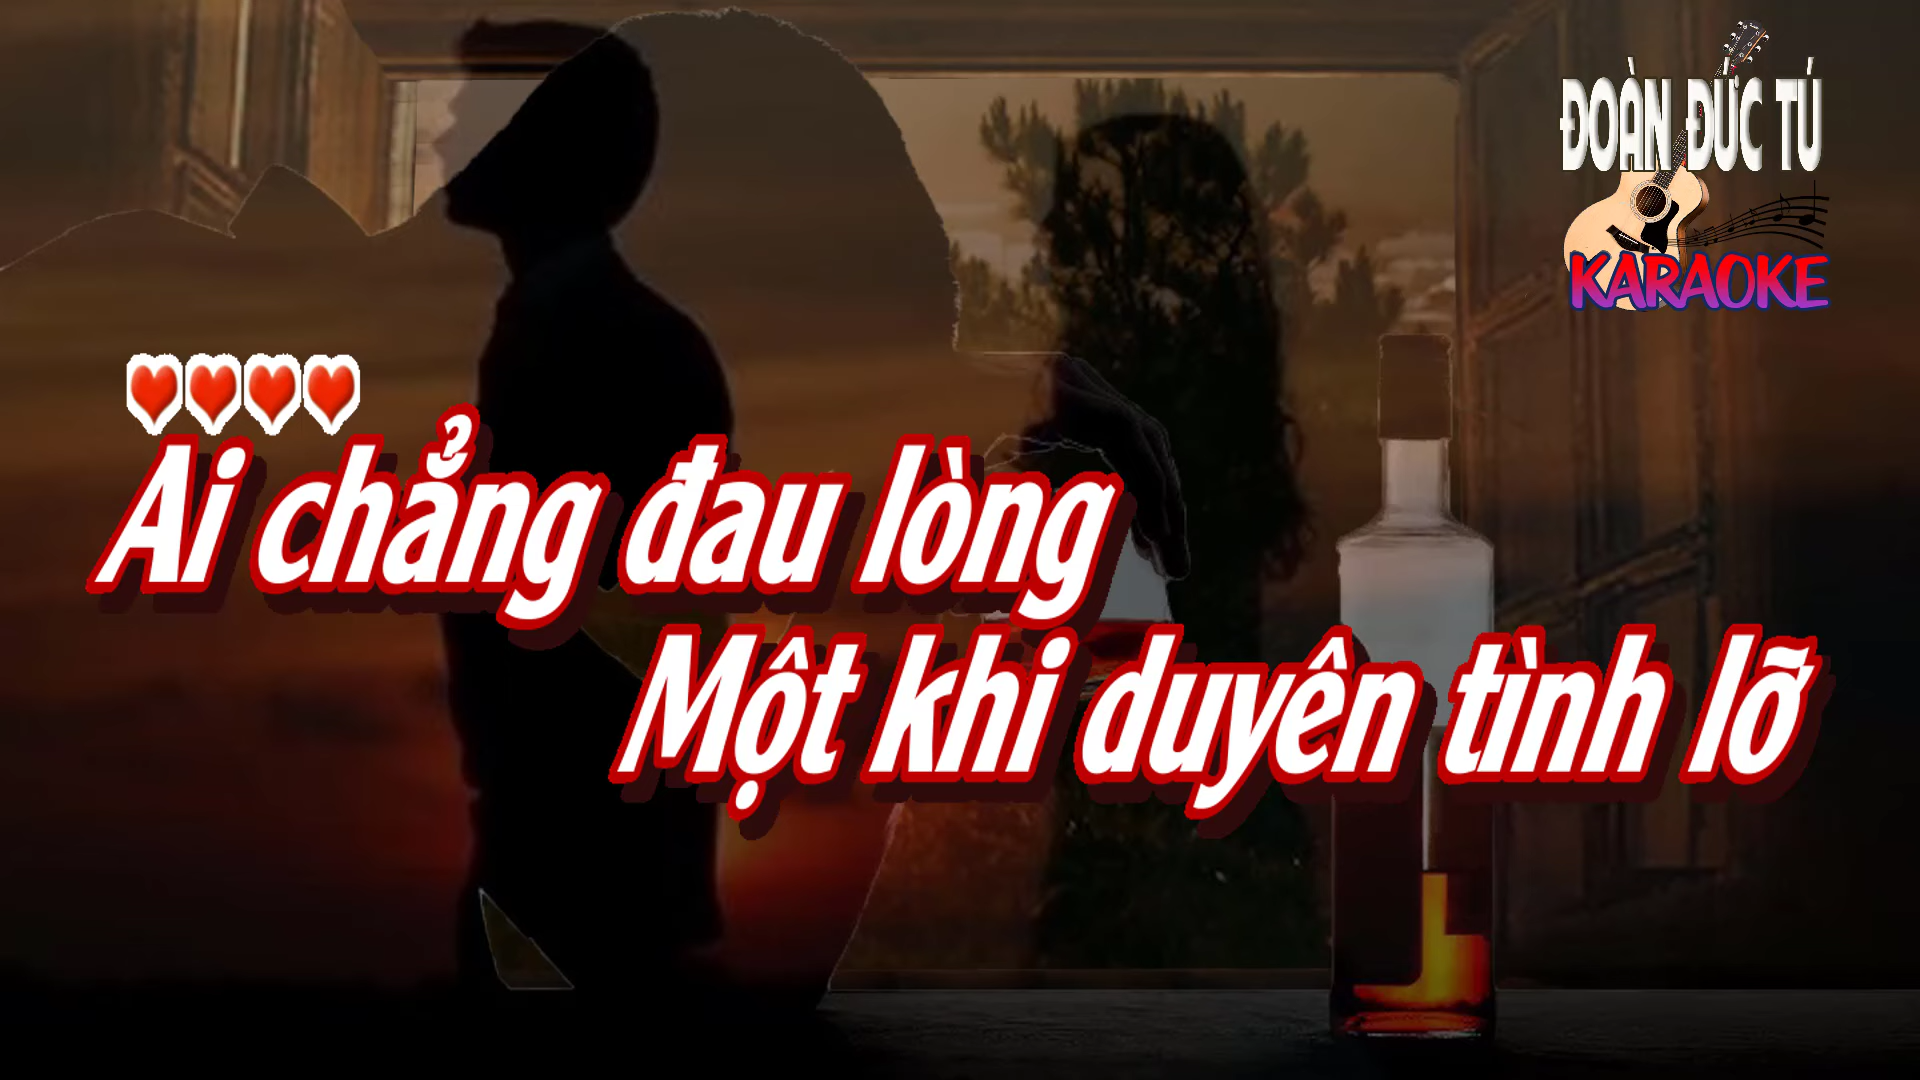 ĐOÀN ĐỨC TÚ
KARAOKE
Ai chẳng đau lòng
Một khi duyên tình lỡ